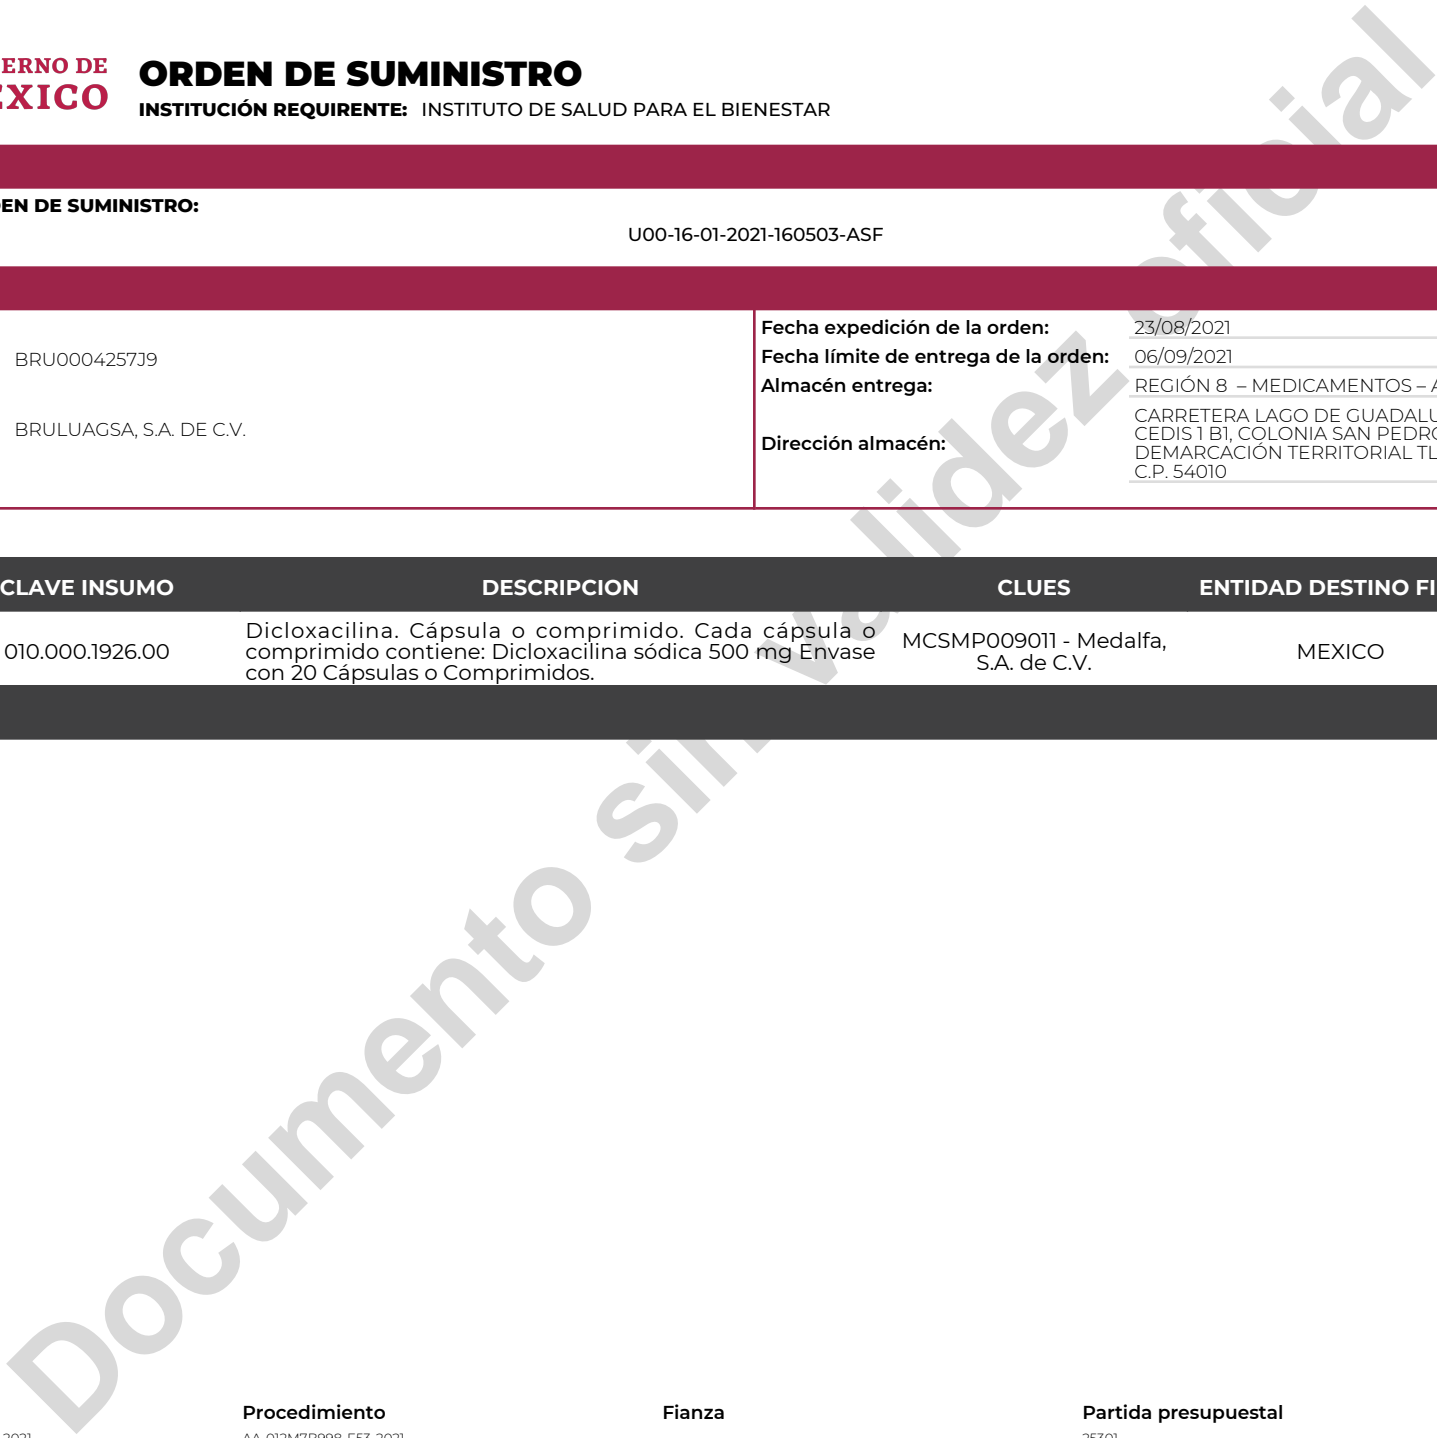 ERNO DE
EXICO
ORDEN DE SUMINISTRO
INSTITUCIÓN REQUIRENTE: INSTITUTO DE SALUD PARA EL BIENESTAR
EN DE SUMINISTRO:
U00-16-01-2021-160503-ASF
BRU0004257J9
BRULUAGSA, S.A. DE C.V.
Fecha expedición de la orden: 23/08/2021
Fecha límite de entrega de la orden: 06/09/2021
Almacén entrega: REGIÓN 8 – MEDICAMENTOS – A
Dirección almacén:
CARRETERA LAGO DE GUADALU
CEDIS 1 B1, COLONIA SAN PEDRO
DEMARCACIÓN TERRITORIAL TL
C.P. 54010
CLAVE INSUMO DESCRIPCION CLUES ENTIDAD DESTINO FI
010.000.1926.00
Dicloxacilina. Cápsula o comprimido. Cada cápsula o
comprimido contiene: Dicloxacilina sódica 500 mg Envase
con 20 Cápsulas o Comprimidos.
MCSMP009011 - Medalfa,
S.A. de C.V.
MEXICO
Documento sin validez oficial
Procedimiento Fianza Partida presupuestal